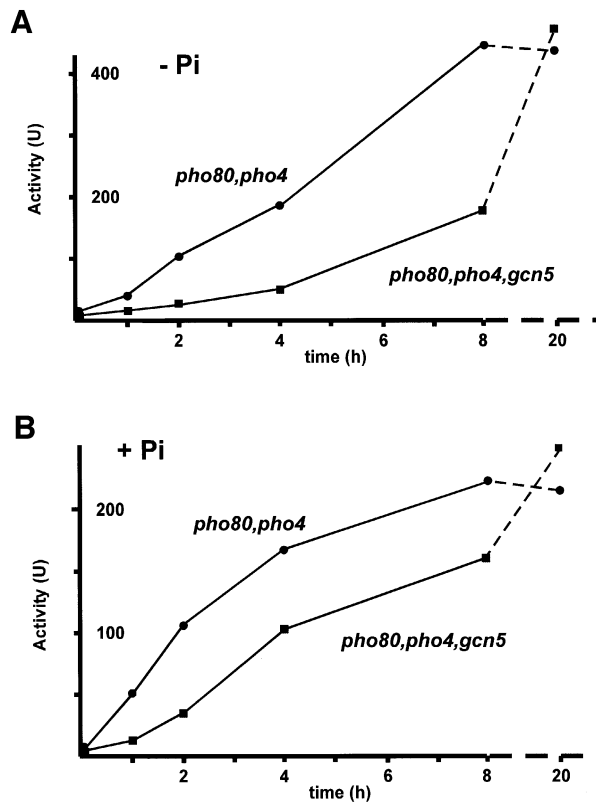 A
- Pi
400
Activity (U)
pho80,pho4
200
pho80,pho4,gcn5
2 4 6 8 20
time (h)
B
+ Pi
200
pho80,pho4
Activity (U)
100
pho80,pho4,gcn5
2 4 6 8 20
time (h)